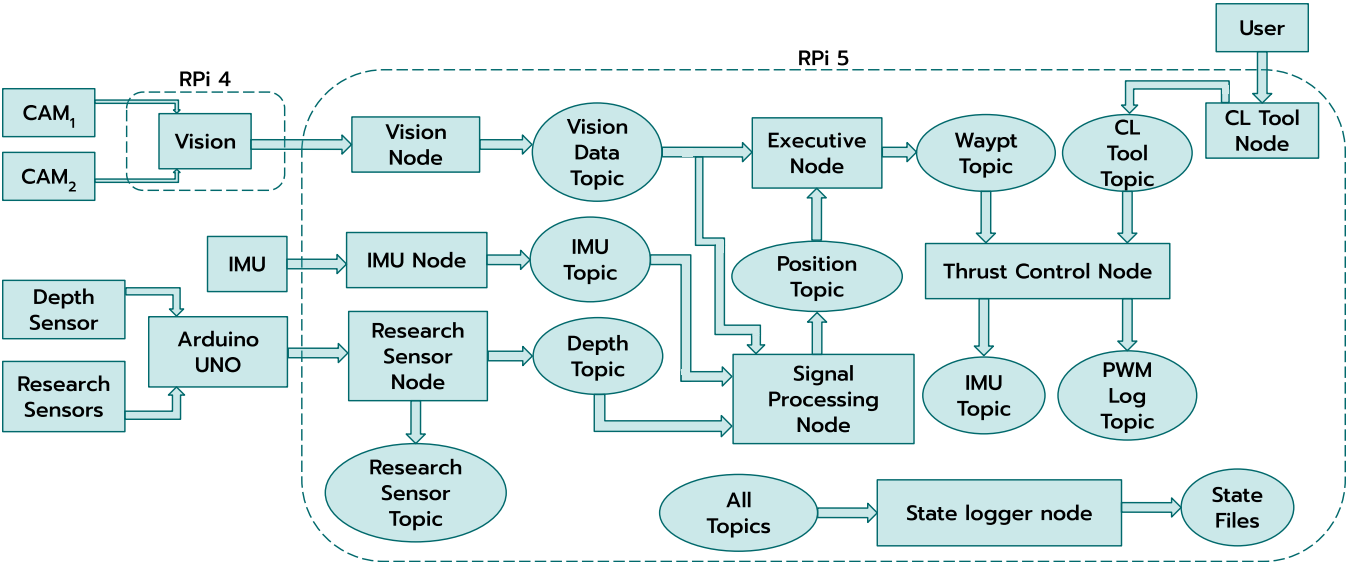 User
RPi 5
RPi 4
CAM1
CAM2
Vision
Vision
Node
Vision
Data
Topic
Executive
Node
Waypt
Topic
CL
Tool
Topic
CL Tool
Node
IMU
IMU Node
IMU
Topic
Position
Topic
Thrust Control Node
Depth
Sensor
Arduino
UNO
Research
Sensors
Research
Sensor
Node
Depth
Topic
Signal
Processing
Node
IMU
Topic
PWM
Log
Topic
Research
Sensor
Topic
All
Topics
State logger node
State
Files